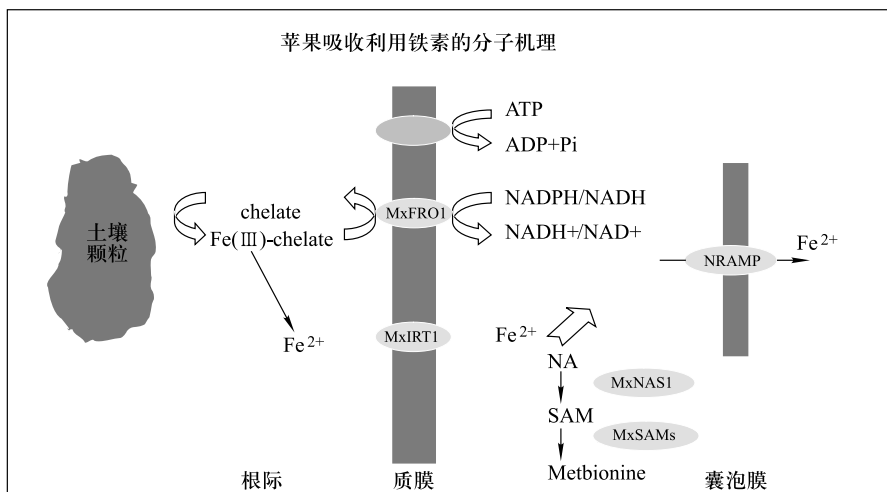 苹果吸收利用铁素的分子机理
ATP
ADP+Pi
土壤
颗粒
chelate
Fe(Ⅲ)-chelate
MxFRO1
NADPH/NADH
NADH+/NAD+
NRAMP
Fe2+
Fe2+
MxIRT1
Fe2+
NA
MxNAS1
SAM
MxSAMs
Metbionine
根际
质膜
囊泡膜